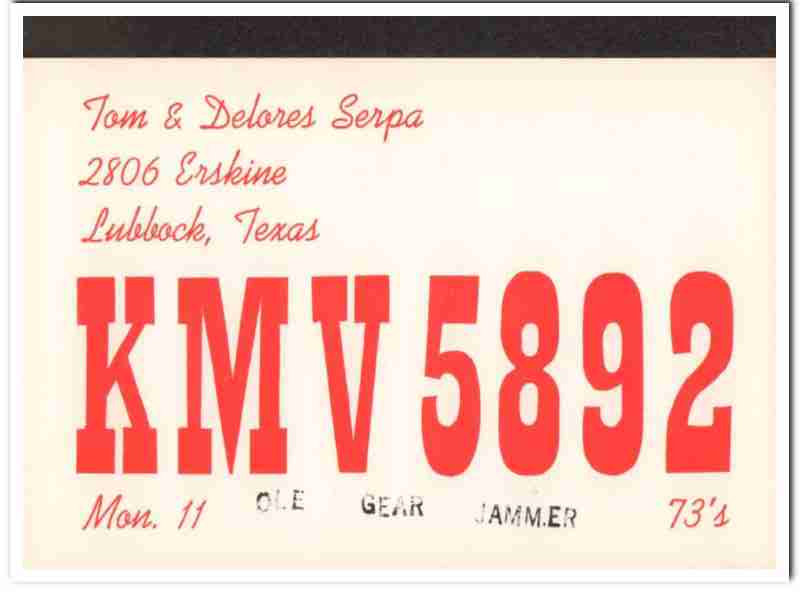 Tom & Delores Serpa
2806 Erskine
Lubbock, Texas
KMV5892
Mon. 11 OLE GEAR JAMMER 73's